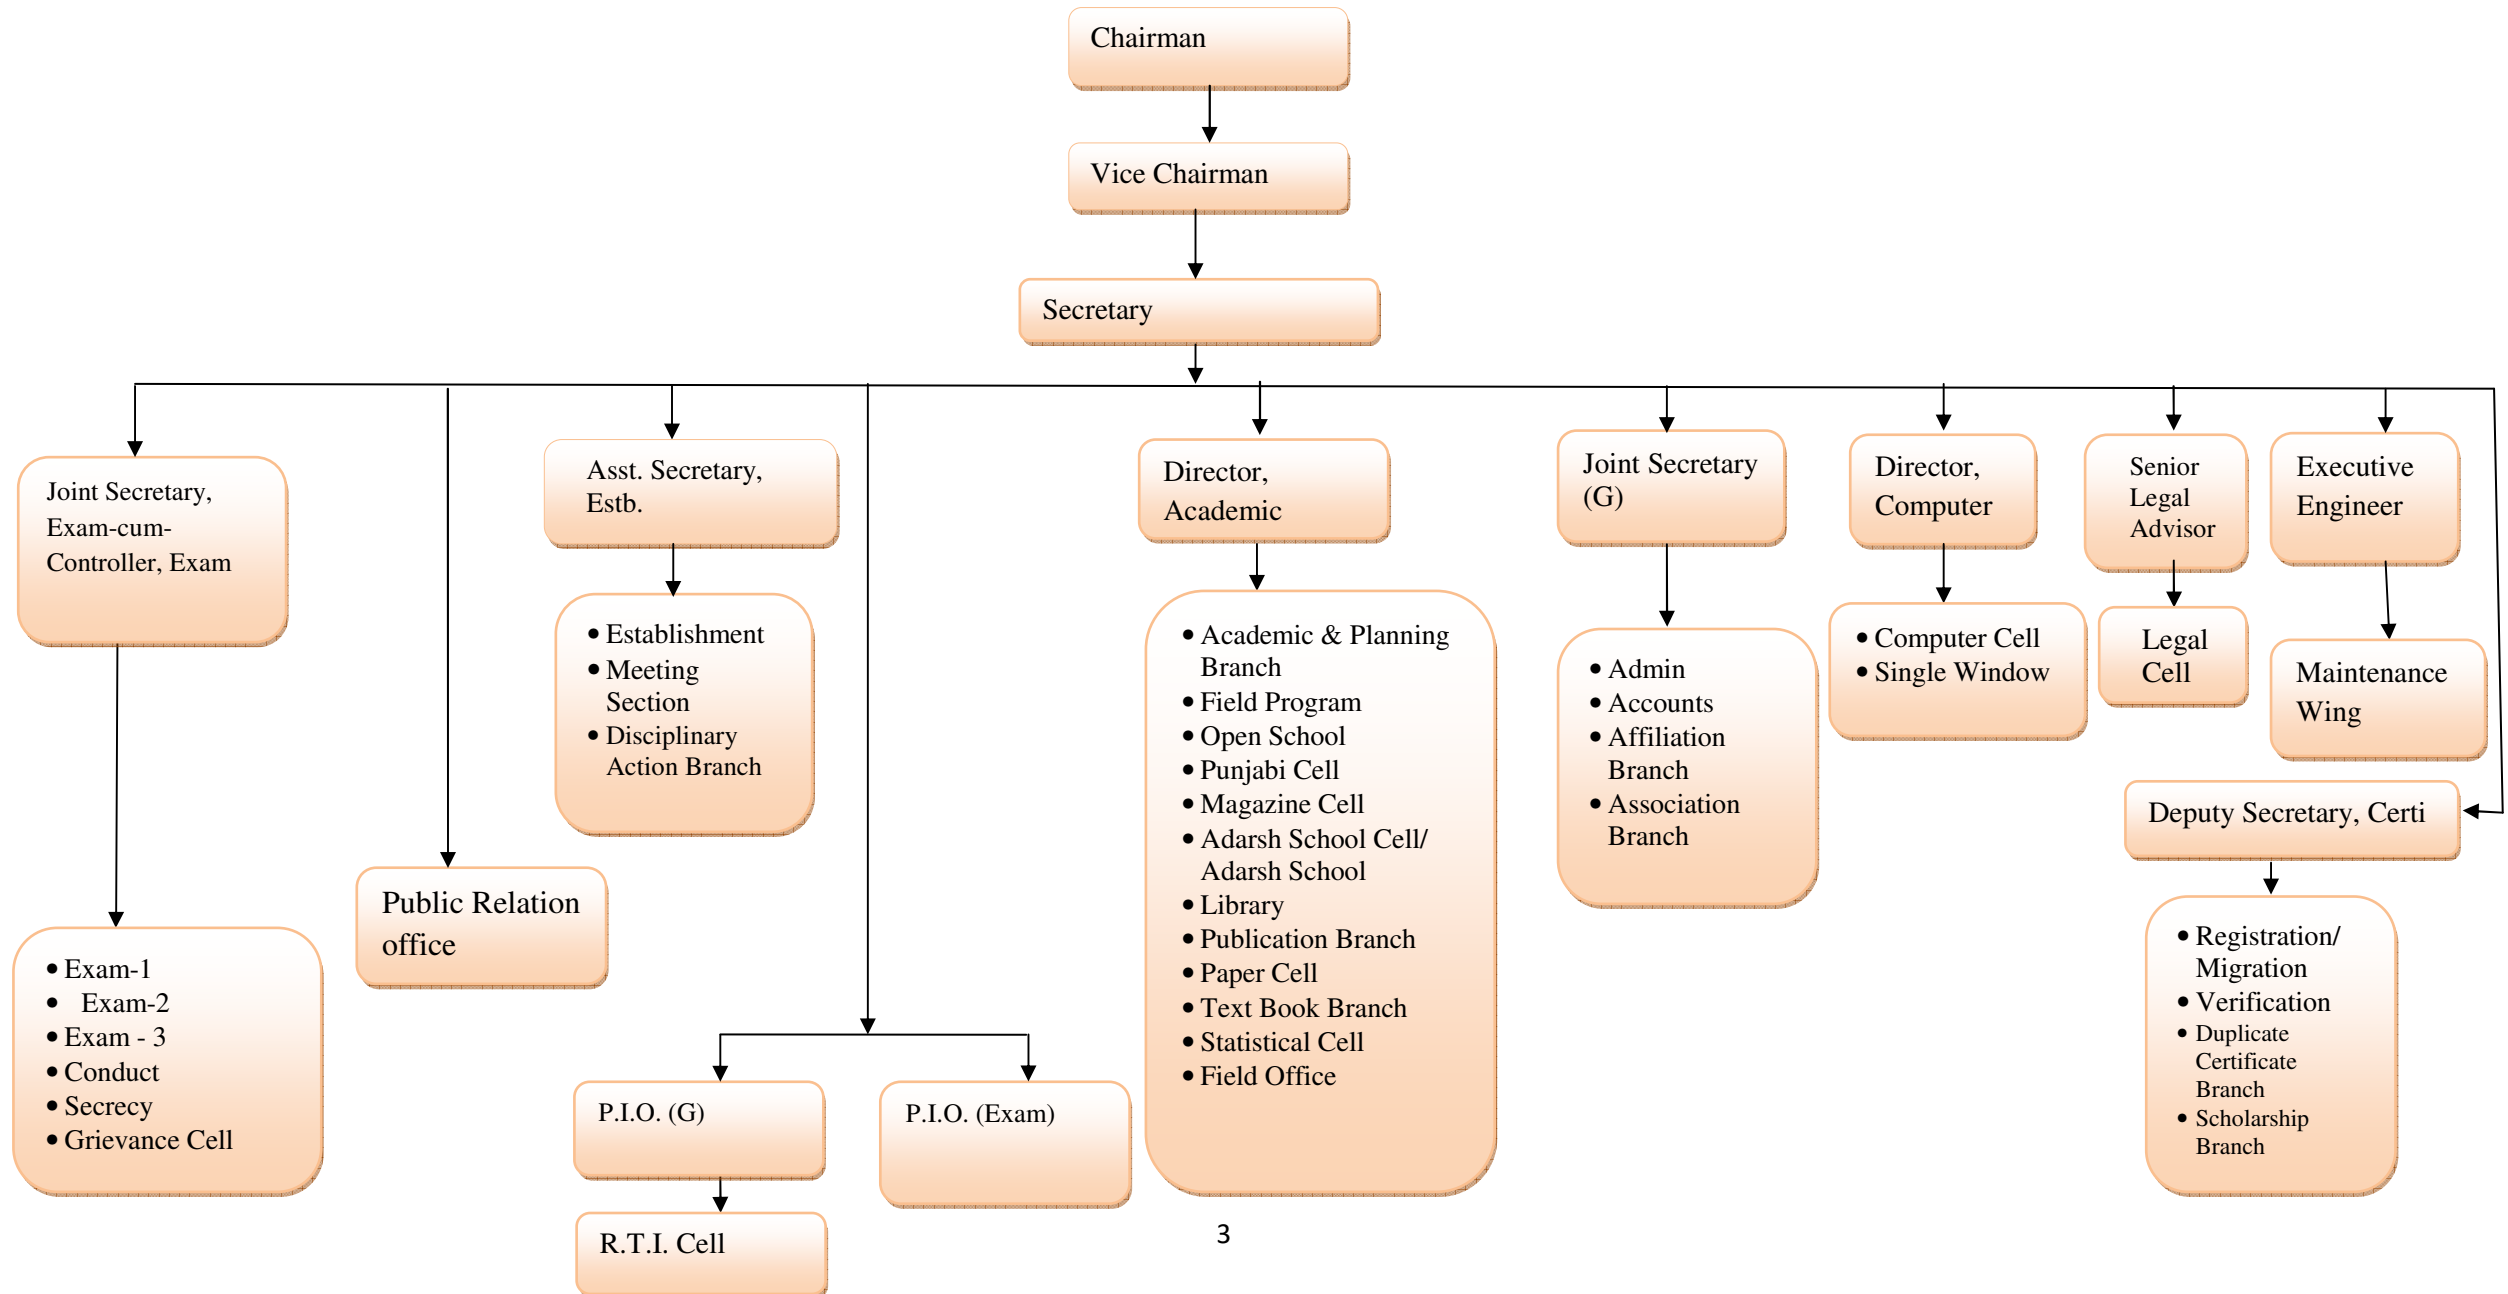 Chairman
Vice Chairman
Secretary
Joint Secretary,
Exam-cum-
Controller, Exam
Asst. Secretary,
Estb.
Director,
Academic
Joint Secretary
(G)
Director,
Computer
Senior
Legal
Advisor
Executive
Engineer
• Establishment
• Meeting
Section
• Disciplinary
Action Branch
• Academic & Planning
Branch
• Field Program
• Open School
• Punjabi Cell
• Magazine Cell
• Adarsh School Cell/
Adarsh School
• Library
• Publication Branch
• Paper Cell
• Text Book Branch
• Statistical Cell
• Field Office
• Admin
• Accounts
• Affiliation
Branch
• Association
Branch
• Computer Cell
• Single Window
Legal
Cell
Maintenance
Wing
Deputy Secretary, Certi
Public Relation
office
• Exam-1
• Exam-2
• Exam - 3
• Conduct
• Secrecy
• Grievance Cell
• Registration/
Migration
• Verification
• Duplicate
Certificate
Branch
• Scholarship
Branch
P.I.O. (G)
P.I.O. (Exam)
R.T.I. Cell
3